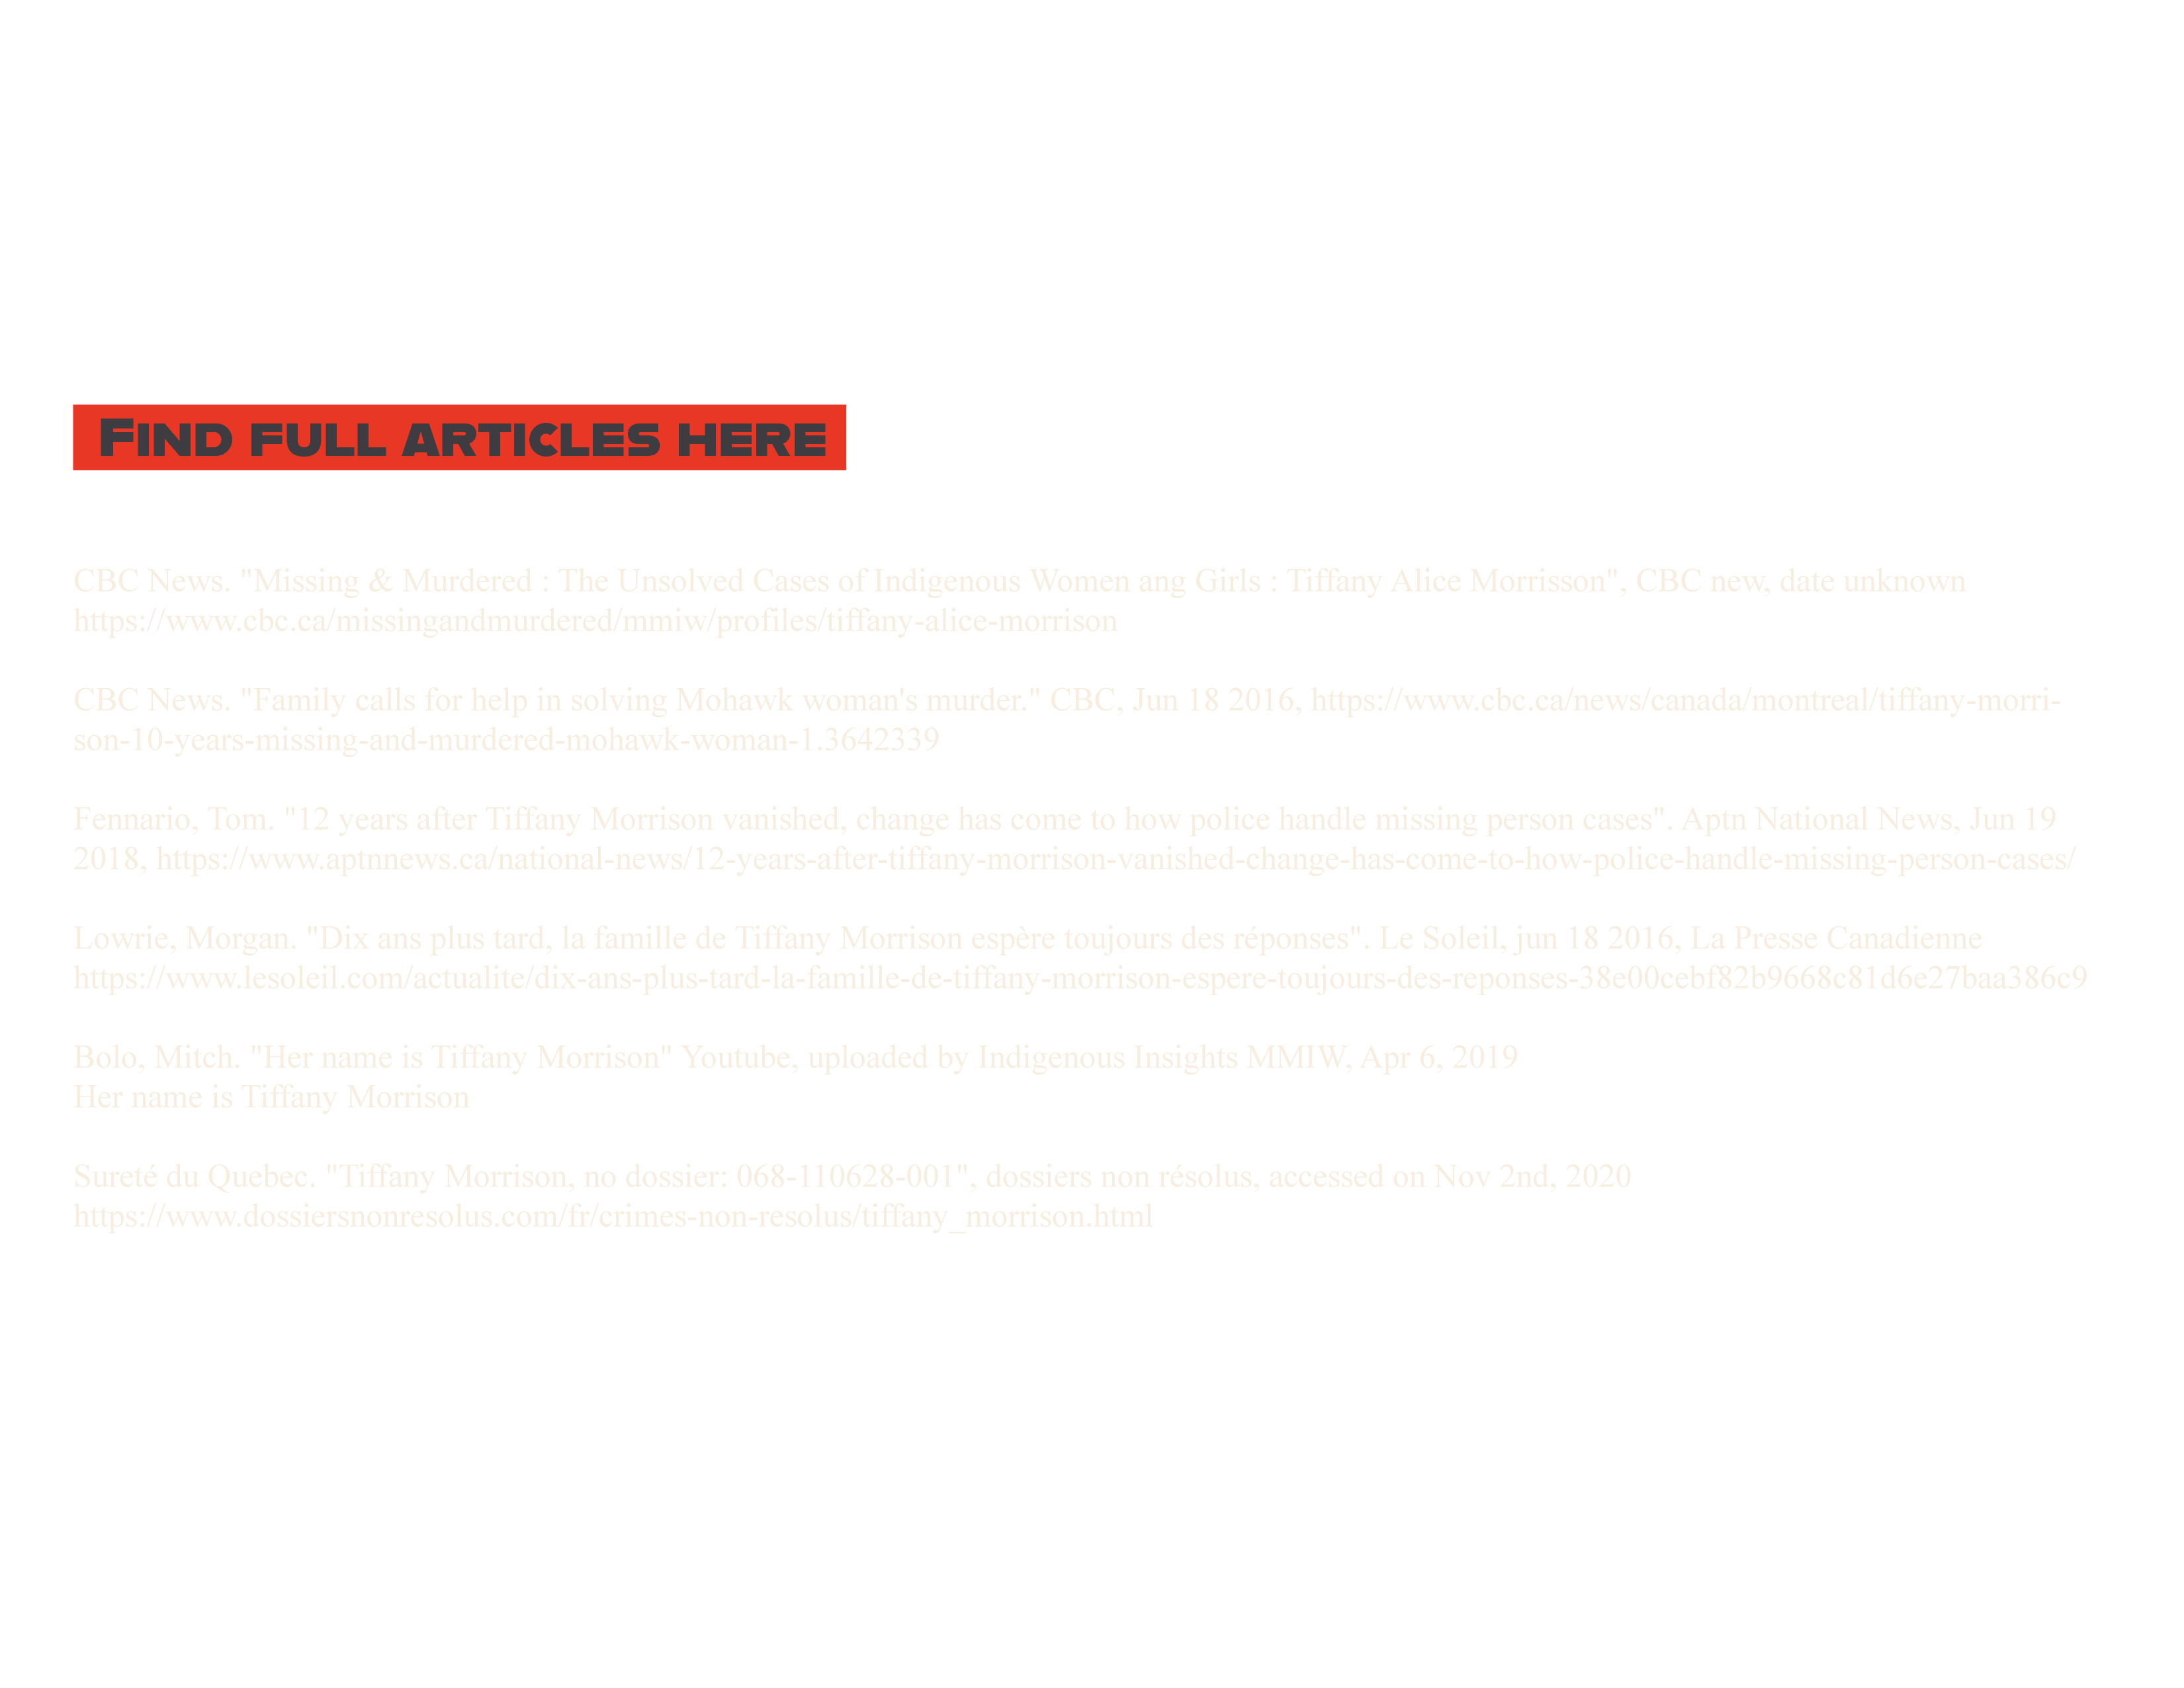 Find full articles here
CBC News. "Missing & Murdered : The Unsolved Cases of Indigenous Women ang Girls : Tiffany Alice Morrisson", CBC new, date unknown
https://www.cbc.ca/missingandmurdered/mmiw/profiles/tiffany-alice-morrison
CBC News. "Family calls for help in solving Mohawk woman's murder." CBC, Jun 18 2016, https://www.cbc.ca/news/canada/montreal/tiffany-morri-
son-10-years-missing-and-murdered-mohawk-woman-1.3642339
Fennario, Tom. "12 years after Tiffany Morrison vanished, change has come to how police handle missing person cases". Aptn National News, Jun 19
2018, https://www.aptnnews.ca/national-news/12-years-after-tiffany-morrison-vanished-change-has-come-to-how-police-handle-missing-person-cases/
Lowrie, Morgan. "Dix ans plus tard, la famille de Tiffany Morrison espère toujours des réponses". Le Soleil, jun 18 2016, La Presse Canadienne
https://www.lesoleil.com/actualite/dix-ans-plus-tard-la-famille-de-tiffany-morrison-espere-toujours-des-reponses-38e00cebf82b9668c81d6e27baa386c9
Bolo, Mitch. "Her name is Tiffany Morrison" Youtube, uploaded by Indigenous Insights MMIW, Apr 6, 2019
Her name is Tiffany Morrison
Sureté du Quebec. "Tiffany Morrison, no dossier: 068-110628-001", dossiers non résolus, accessed on Nov 2nd, 2020
https://www.dossiersnonresolus.com/fr/crimes-non-resolus/tiffany_morrison.html